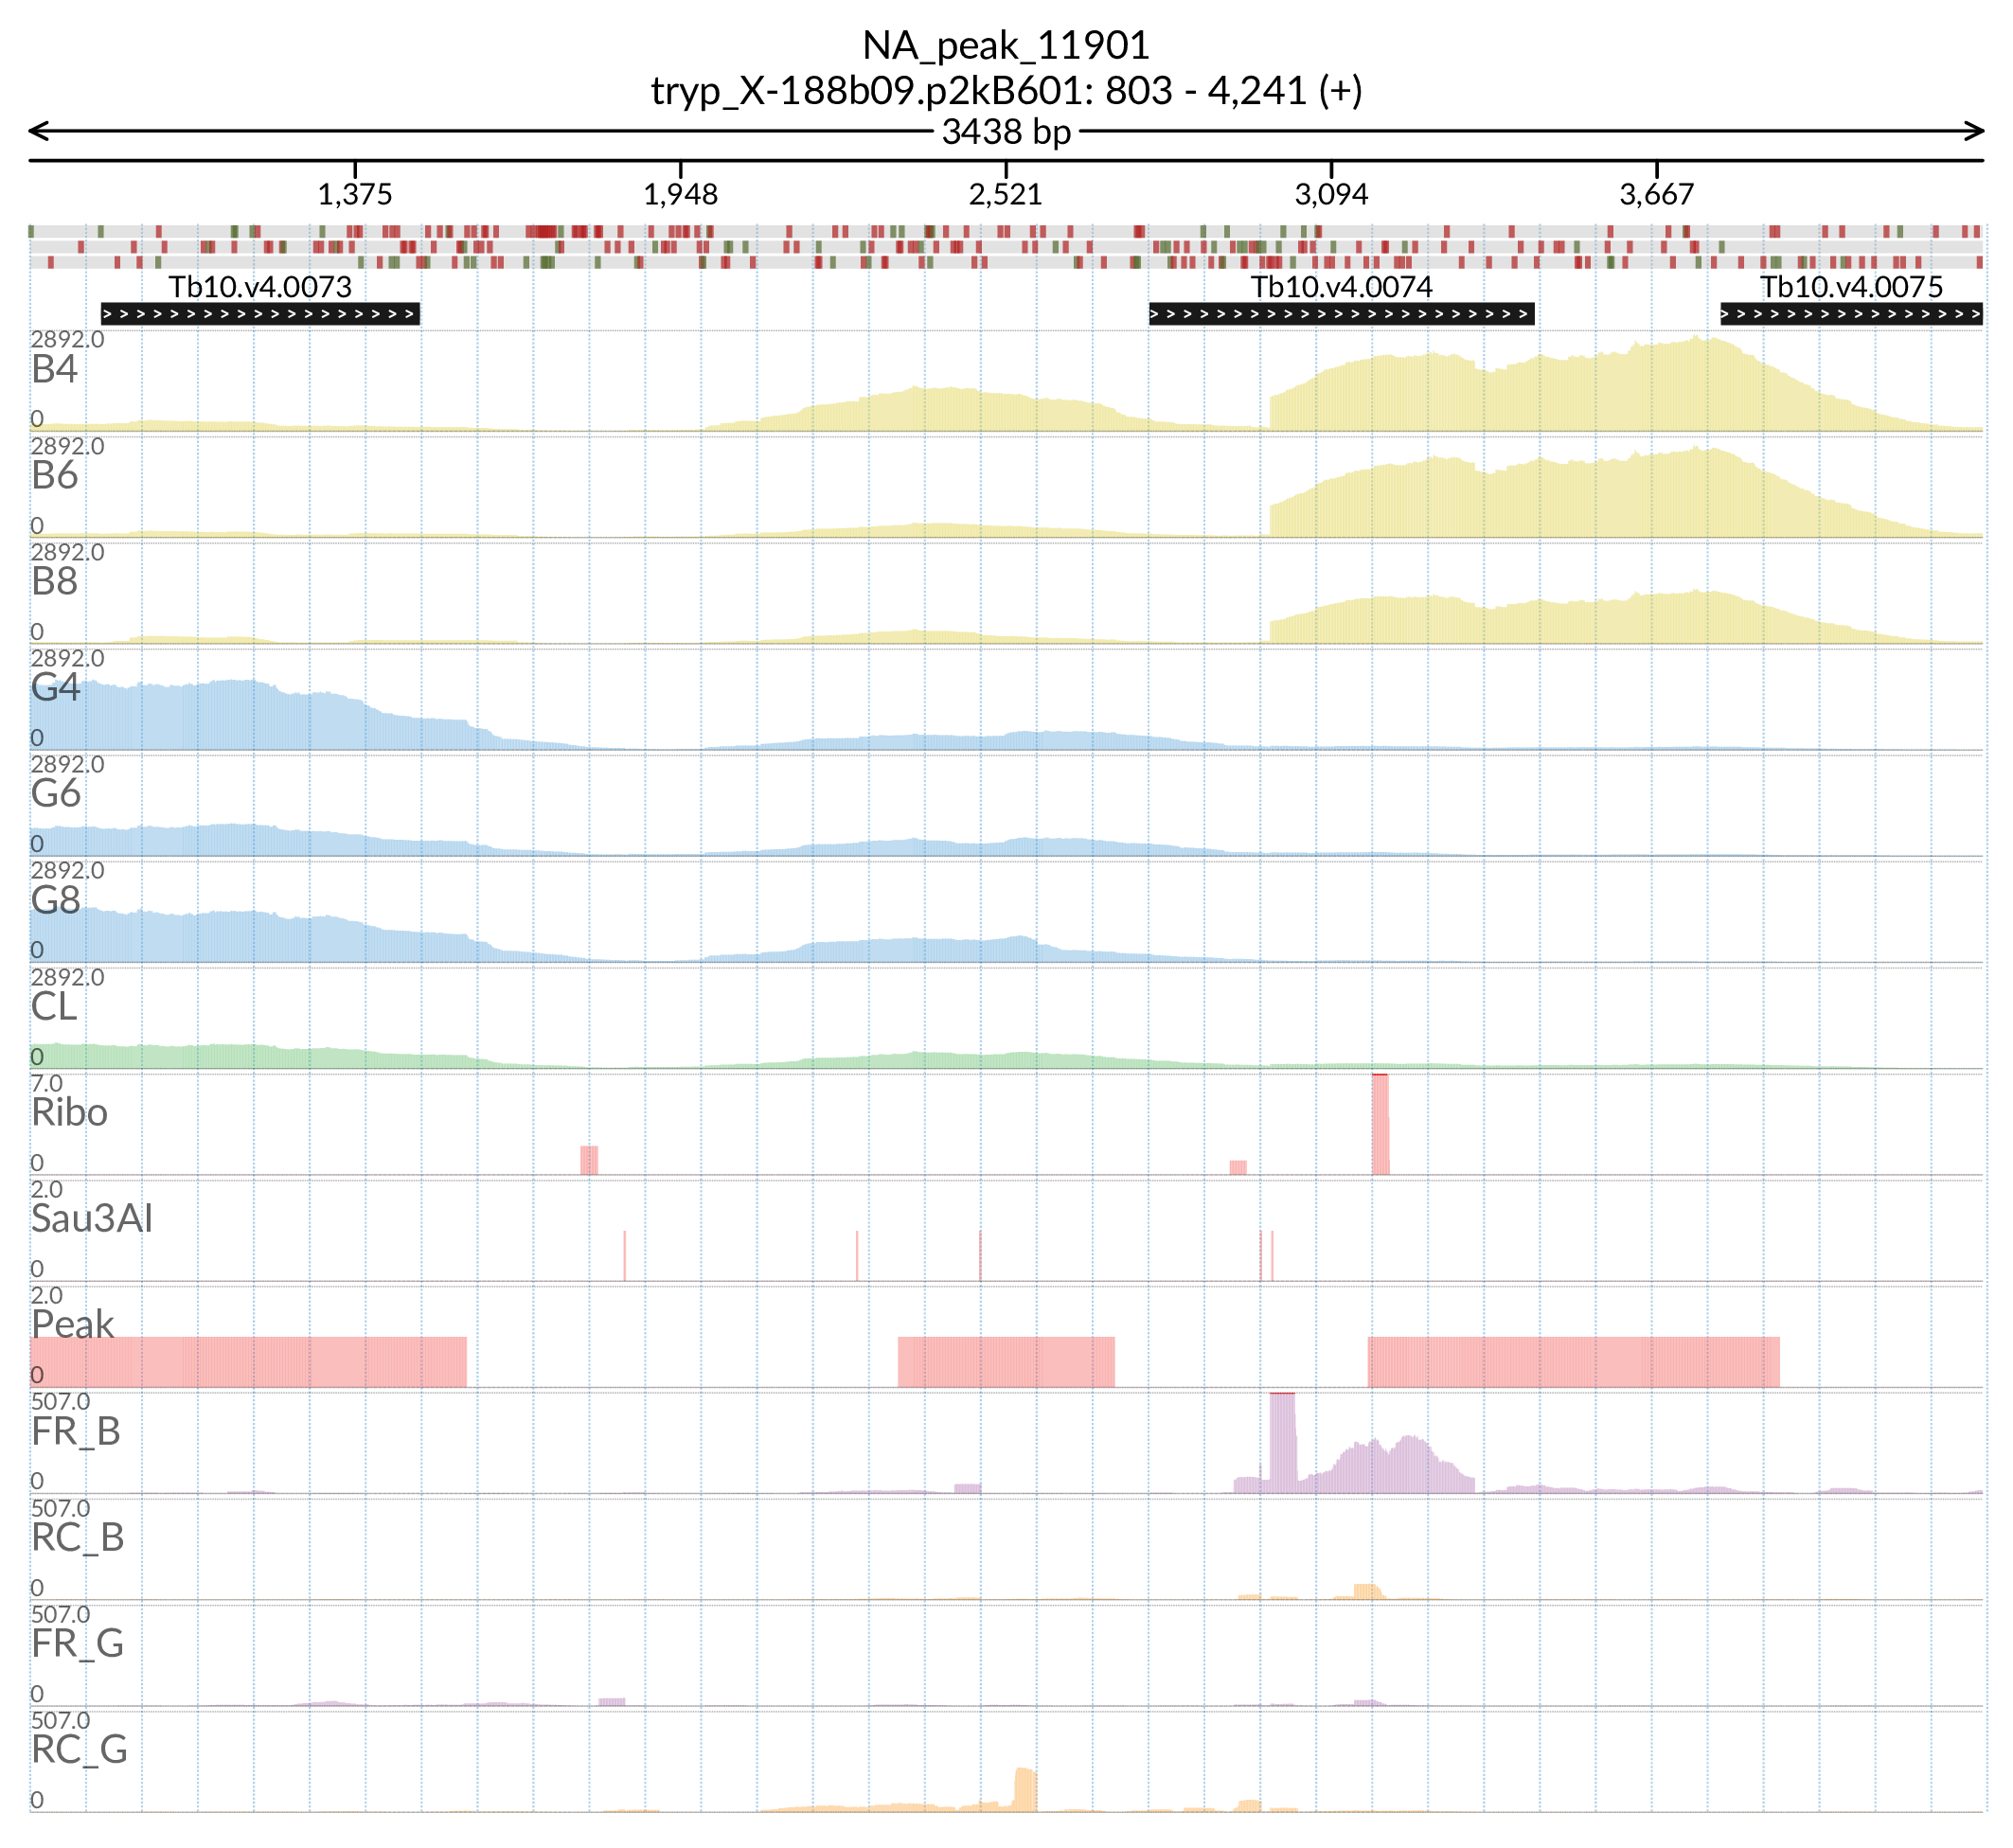 NA_peak_11901
tryp_X-188b09.p2kB601: 803 - 4,241 (+)
3438 bp
1,375 1,948 2,521 3,094 3,667
Tb10.v4.0073 Tb10.v4.0074 Tb10.v4.0075
2892.0
B4
0
2892.0
B6
0
2892.0
B8
0
2892.0
G4
0
2892.0
G6
0
2892.0
G8
0
2892.0
CL
0
7.0
Ribo
0
2.0
Sau3AI
0
2.0
Peak
0
507.0
FR_B
0
507.0
RC_B
0
507.0
FR_G
0
507.0
RC_G
0